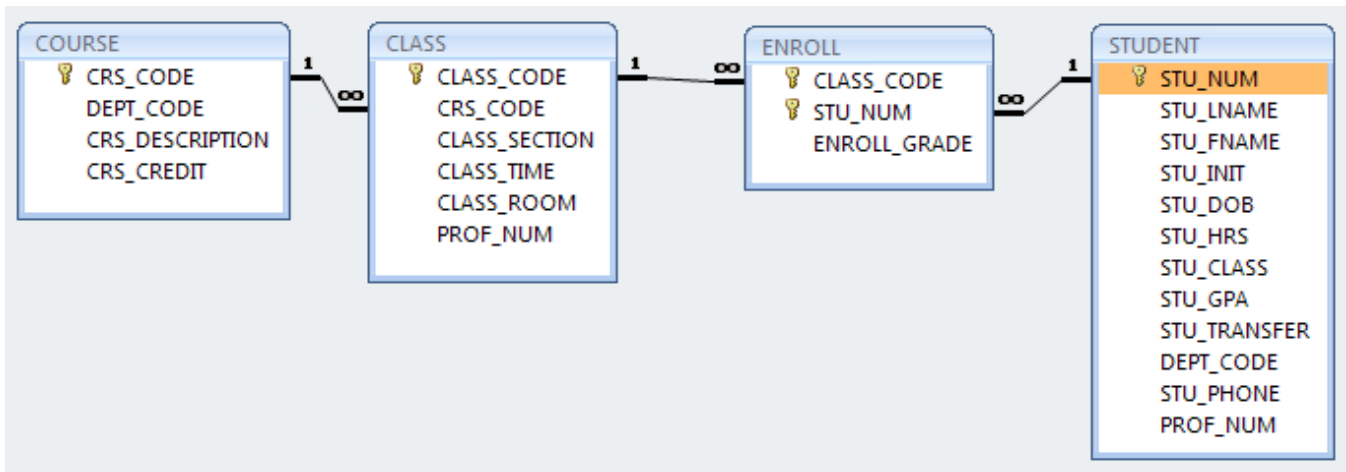 COURSE
CRS_CODE
DEPT_CODE
CRS_DESCRIPTION
CRS_CREDIT
1
∞
CLASS
CLASS_CODE
CRS_CODE
CLASS_SECTION
CLASS_TIME
CLASS_ROOM
PROF_NUM
1
∞
ENROLL
CLASS_CODE
STU_NUM
ENROLL_GRADE
∞
1
STUDENT
STU_NUM
STU_LNAME
STU_FNAME
STU_INIT
STU_DOB
STU_HRS
STU_CLASS
STU_GPA
STU_TRANSFER
DEPT_CODE
STU_PHONE
PROF_NUM